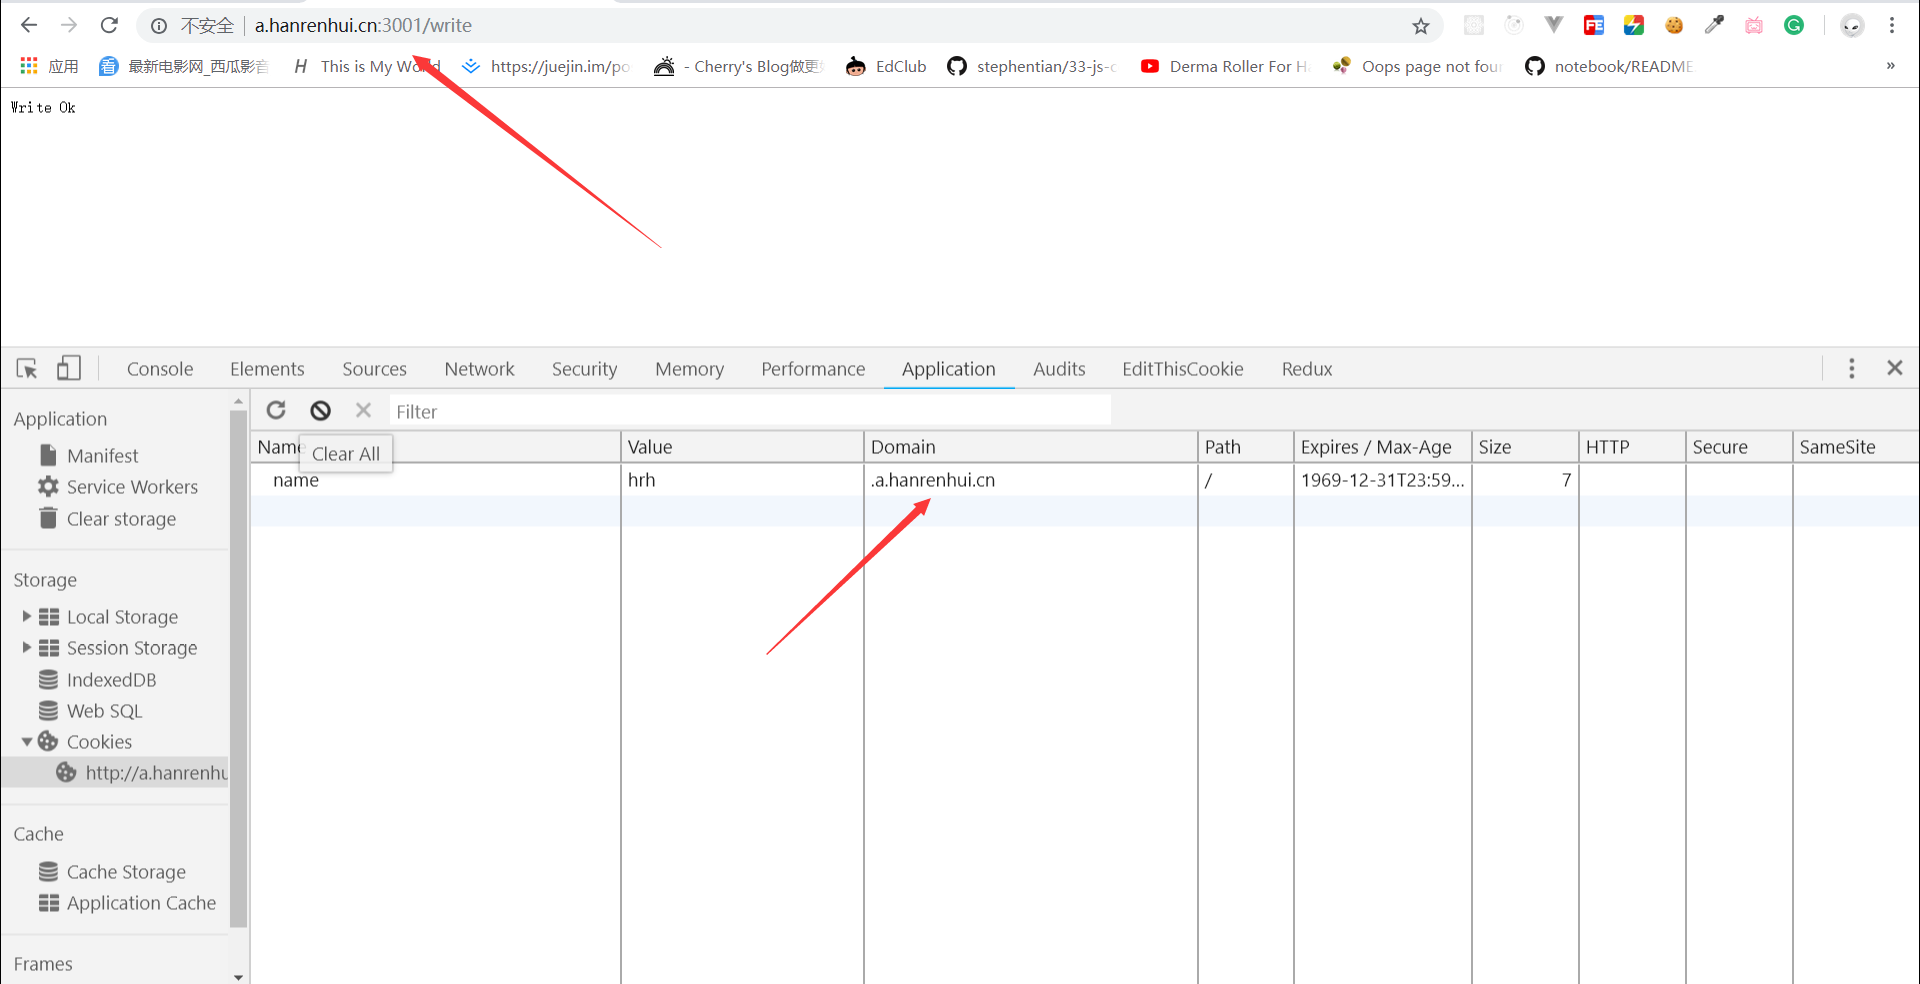 不安全 a.hanrenhui.cn:3001/write
应用 最新电影网_西瓜影音 This is My World https://juejin.im/po - Cherry's Blog做更 EdClub stephentian/33-js-c Derma Roller For Ha Oops page not foun notebook/README »
Write Ok
Console Elements Sources Network Security Memory Performance Application Audits EditThisCookie Redux
Filter
Application
Manifest
Service Workers
Clear storage
Storage
Local Storage
Session Storage
IndexedDB
Web SQL
Cookies
http://a.hanrenhu
Cache
Cache Storage
Application Cache
Frames
Name Value Domain Path Expires / Max-Age Size HTTP Secure SameSite
Clear All
name hrh .a.hanrenhui.cn / 1969-12-31T23:59... 7